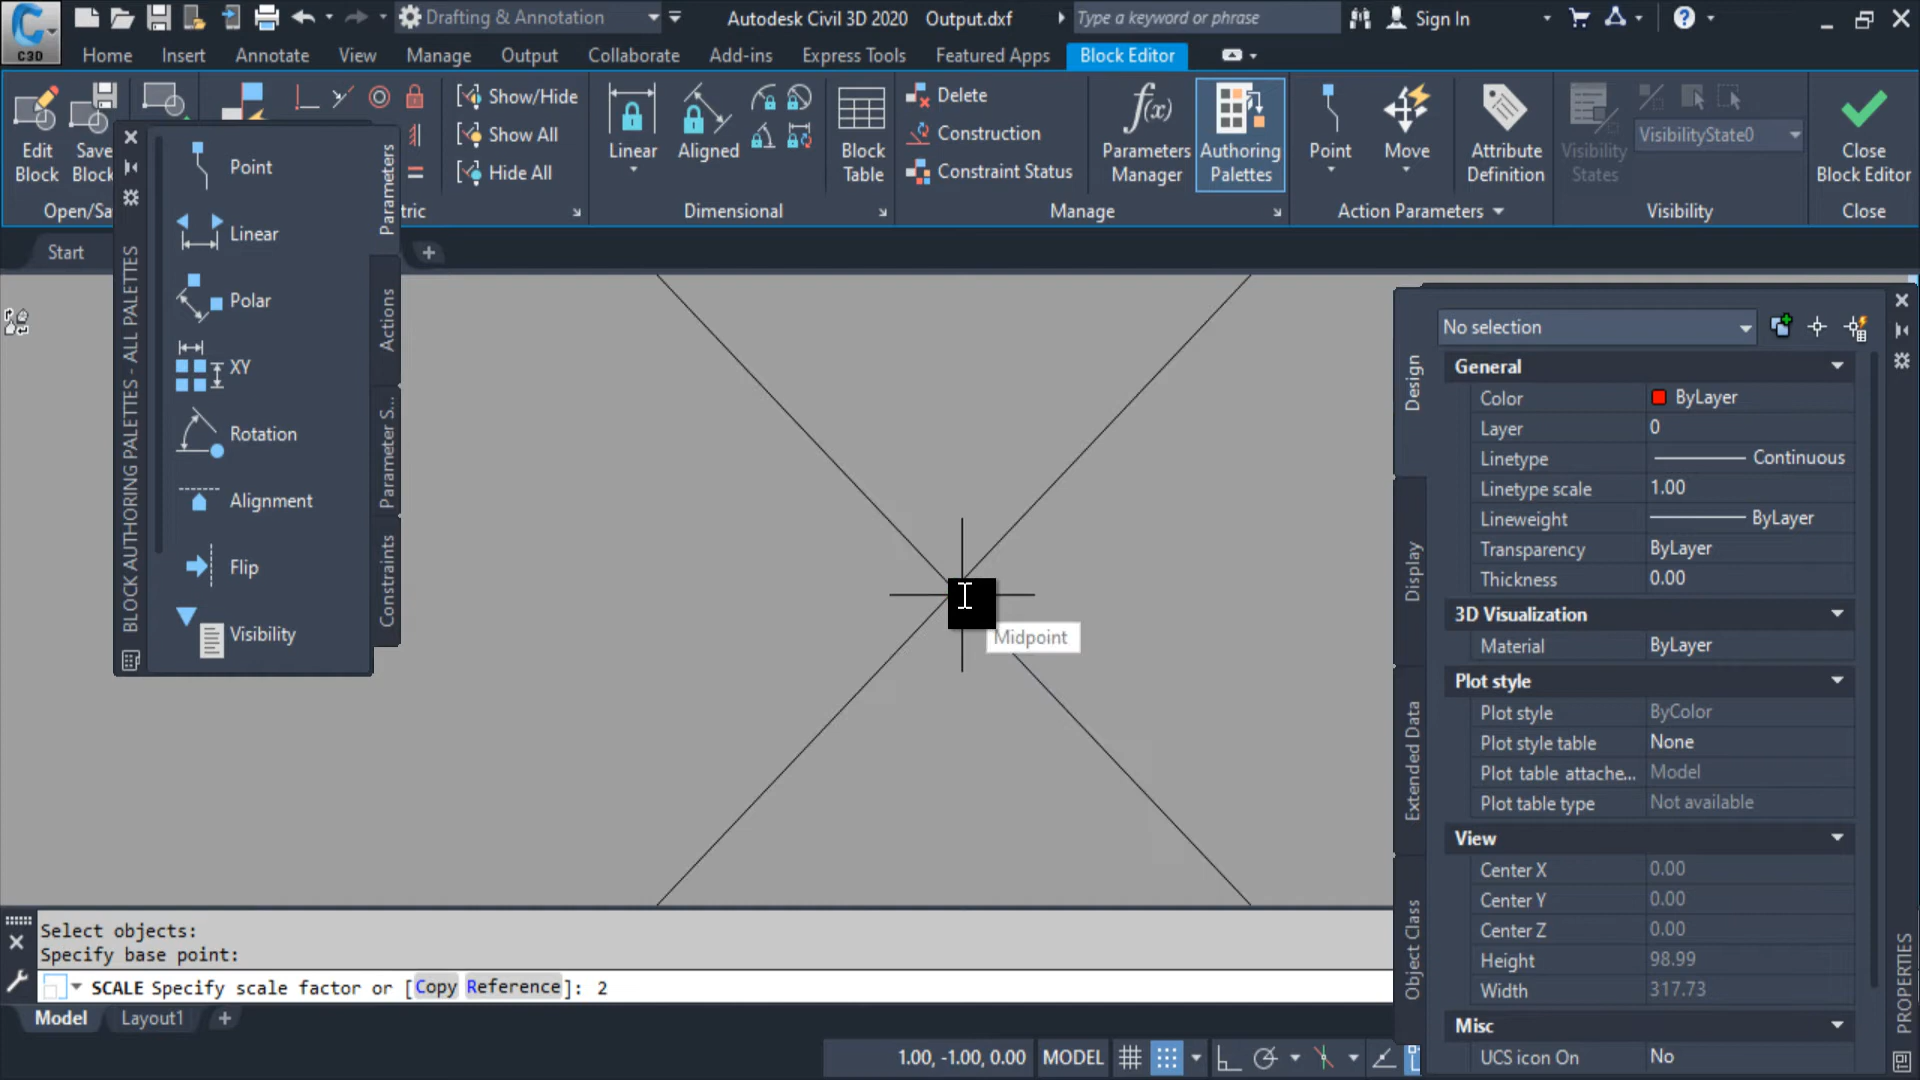 Drafting & Annotation
Autodesk Civil 3D 2020 Output.dxf
Type a keyword or phrase
Sign In
C3D
Home Insert Annotate View Manage Output Collaborate Add-ins Express Tools Featured Apps Block Editor
Edit Block
Save Block
Open/Sa
tric
Show/Hide
Show All
Hide All
Linear
Aligned
Dimensional
Block Table
Delete
Construction
Constraint Status
Parameters Manager
Authoring Palettes
Manage
Point
Move
Action Parameters
Attribute Definition
Visibility States
VisibilityState0
Visibility
Close Block Editor
Close
Start
BLOCK AUTHORING PALETTES - ALL PALETTES
Point
Linear
Polar
XY
Rotation
Alignment
Flip
Visibility
Parameters
Actions
Parameter S...
Constraints
Midpoint
No selection
Design
Display
Extended Data
Object Class
PROPERTIES
General
Color ByLayer
Layer 0
Linetype Continuous
Linetype scale 1.00
Lineweight ByLayer
Transparency ByLayer
Thickness 0.00
3D Visualization
Material ByLayer
Plot style
Plot style ByColor
Plot style table None
Plot table attache... Model
Plot table type Not available
View
Center X 0.00
Center Y 0.00
Center Z 0.00
Height 98.99
Width 317.73
Misc
UCS icon On No
Select objects:
Specify base point:
SCALE Specify scale factor or [Copy Reference]: 2
Model Layout1
1.00, -1.00, 0.00 MODEL